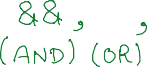 &&, ,
(AND) (OR)